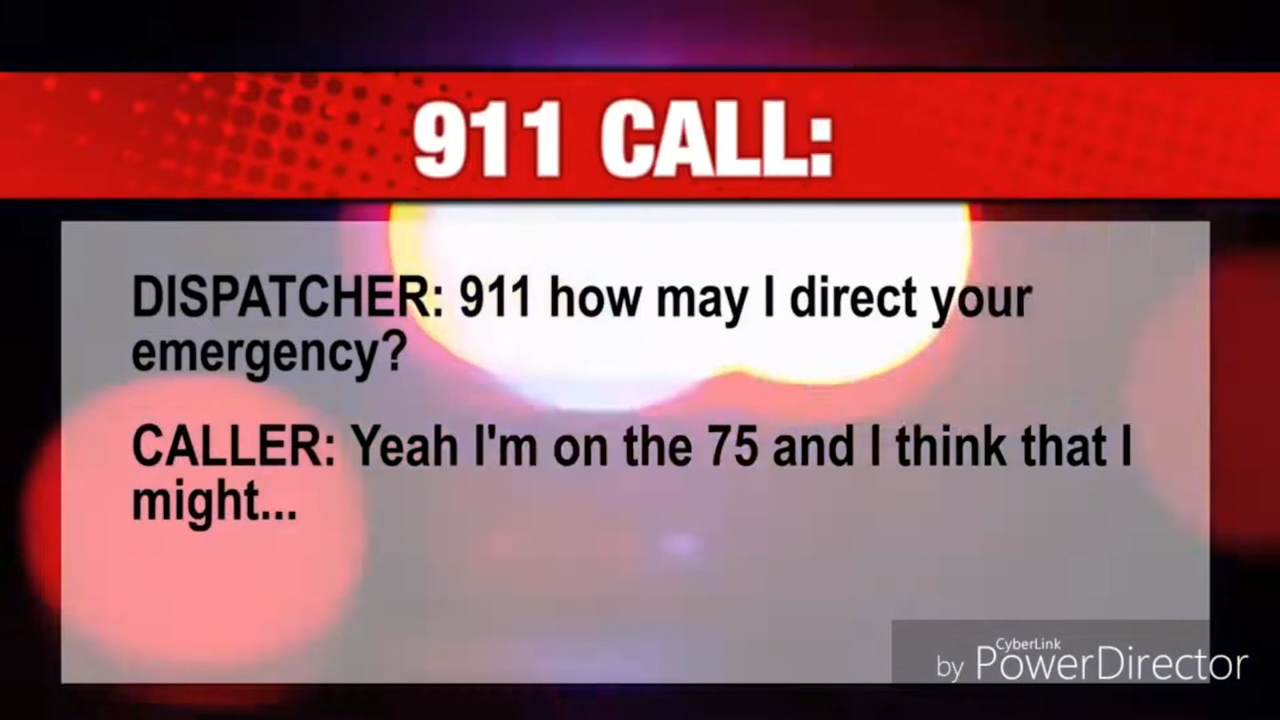 911 CALL:
DISPATCHER: 911 how may I direct your
emergency?
CALLER: Yeah I'm on the 75 and I think that I
might...
CyberLink
by PowerDirector